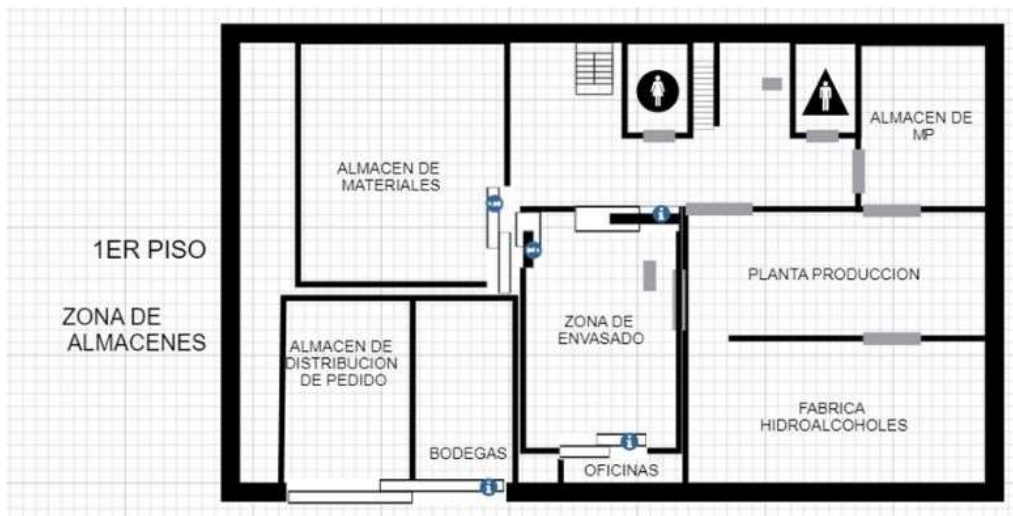 1ER PISO
ZONA DE
ALMACENES
ALMACEN DE
MATERIALES
ALMACEN DE
MP
PLANTA PRODUCCION
ZONA DE
ENVASADO
ALMACEN DE
DISTRIBUCION
DE PEDIDO
BODEGAS
FABRICA
HIDROALCOHOLES
OFICINAS